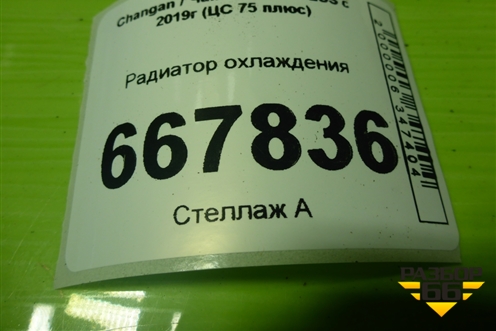 Changan /
с
2019г (ЦС 75 плюс)
Радиатор охлаждения
667836
Стеллаж А
2000006347404
РАЗБОР
66